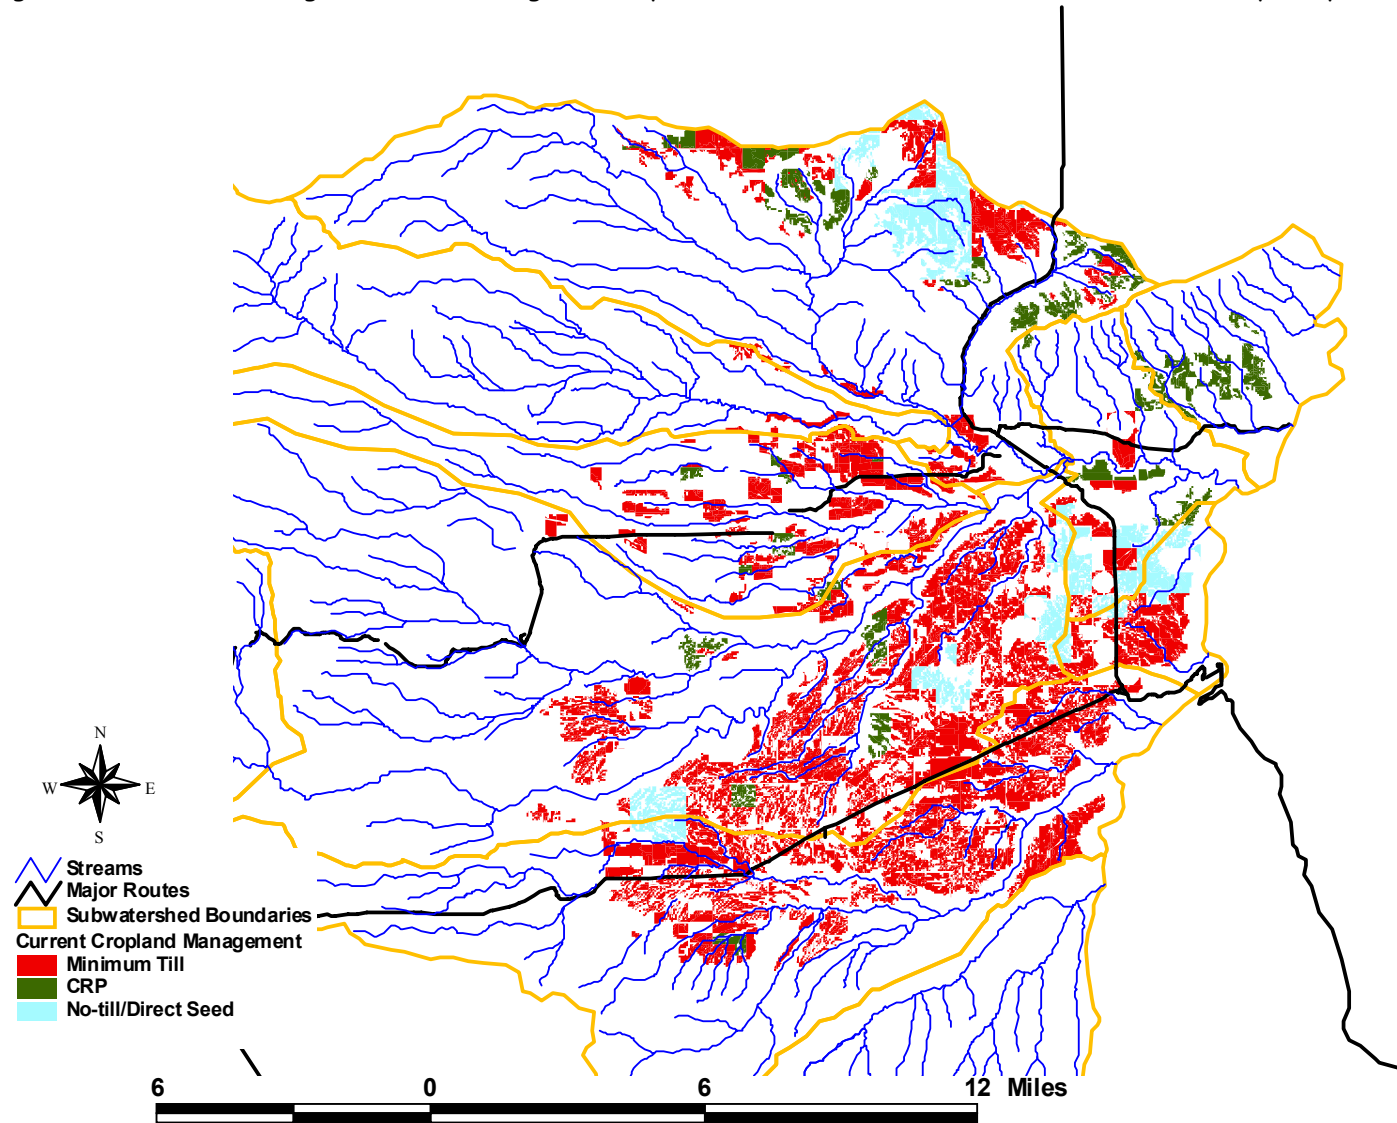 N
W E
S
Streams
Major Routes
Subwatershed Boundaries
Current Cropland Management
Minimum Till
CRP
No-till/Direct Seed
6 0 6 12 Miles